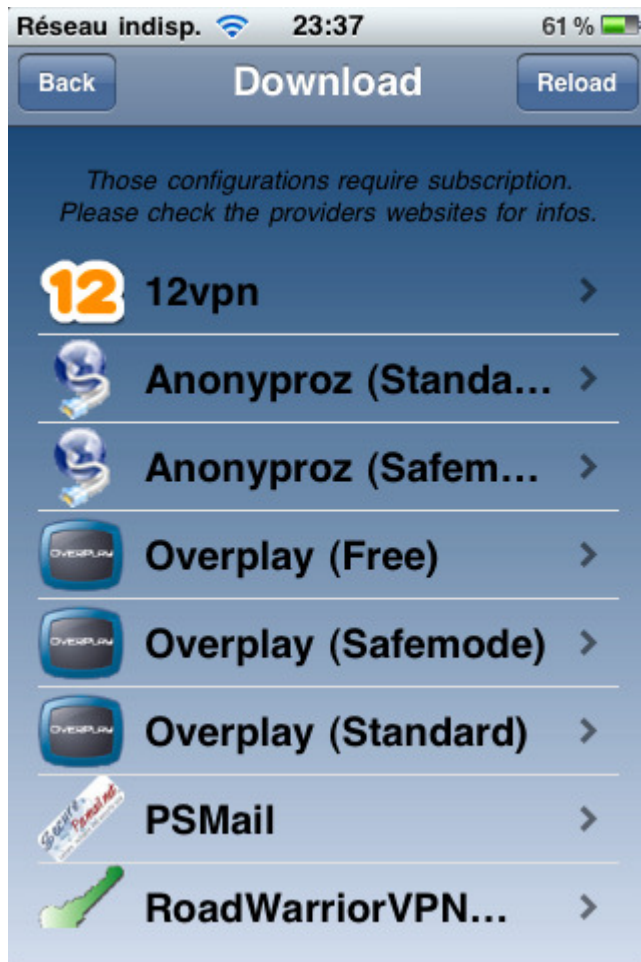 Réseau indisp. 23:37 61 %
Back Download Reload
Those configurations require subscription.
Please check the providers websites for infos.
12 12vpn
Anonyproz (Standa...
Anonyproz (Safem...
OVERPLAY Overplay (Free)
OVERPLAY Overplay (Safemode)
OVERPLAY Overplay (Standard)
Secure PSMail
RoadWarriorVPN...